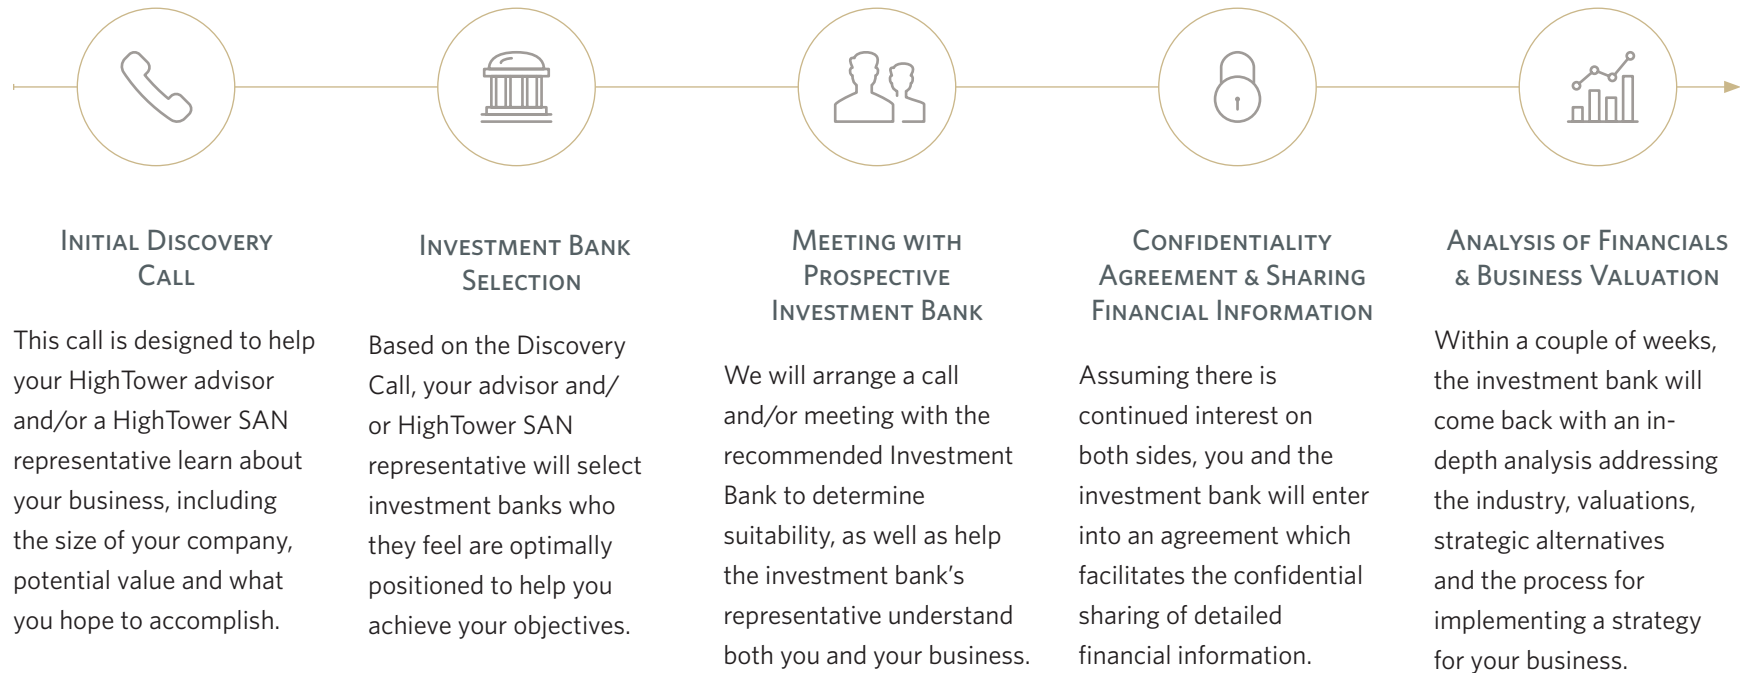 Initial Discovery
Call
This call is designed to help
your HighTower advisor
and/or a HighTower SAN
representative learn about
your business, including
the size of your company,
potential value and what
you hope to accomplish.
Investment Bank
Selection
Based on the Discovery
Call, your advisor and/
or HighTower SAN
representative will select
investment banks who
they feel are optimally
positioned to help you
achieve your objectives.
Meeting with
Prospective
Investment Bank
We will arrange a call
and/or meeting with the
recommended Investment
Bank to determine
suitability, as well as help
the investment bank’s
representative understand
both you and your business.
Confidentiality
Agreement & Sharing
Financial Information
Assuming there is
continued interest on
both sides, you and the
investment bank will enter
into an agreement which
facilitates the confidential
sharing of detailed
financial information.
Analysis of Financials
& Business Valuation
Within a couple of weeks,
the investment bank will
come back with an in-
depth analysis addressing
the industry, valuations,
strategic alternatives
and the process for
implementing a strategy
for your business.